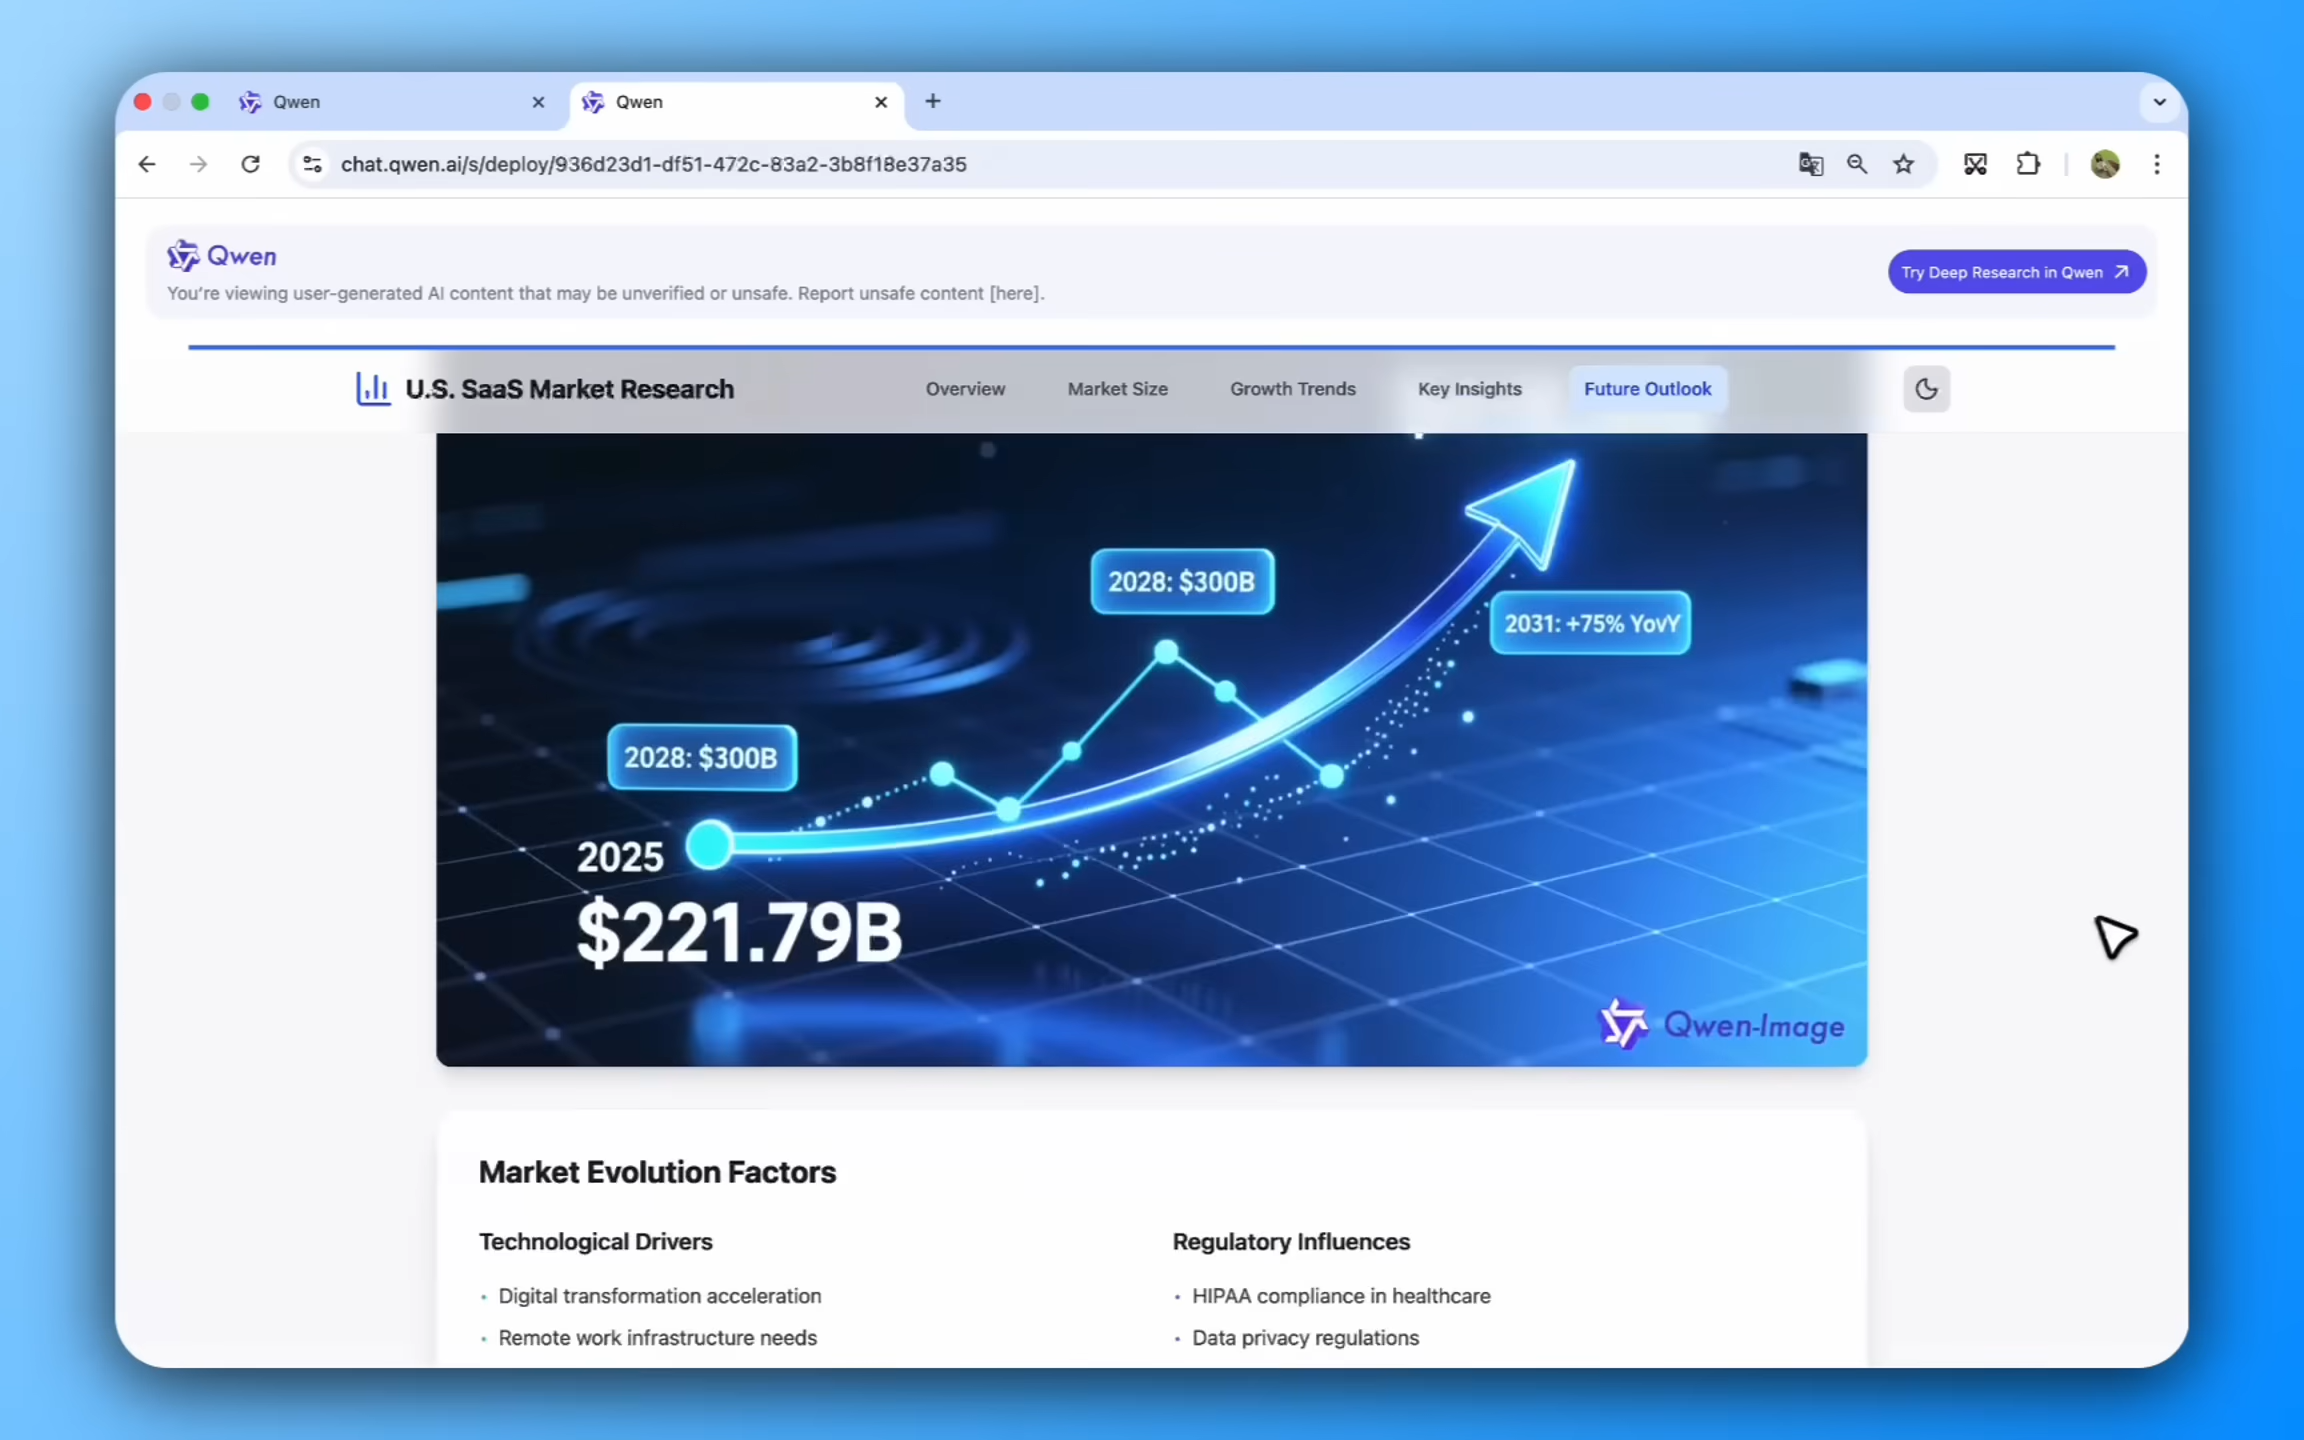 Qwen
Qwen
chat.qwen.ai/s/deploy/936d23d1-df51-472c-83a2-3b8f18e37a35
Qwen
You're viewing user-generated AI content that may be unverified or unsafe. Report unsafe content [here].
Try Deep Research in Qwen
U.S. SaaS Market Research
Overview
Market Size
Growth Trends
Key Insights
Future Outlook
2028: $300B
2031: +75% YovY
2028: $300B
2025
$221.79B
Qwen-Image
Market Evolution Factors
Technological Drivers
• Digital transformation acceleration
• Remote work infrastructure needs
Regulatory Influences
• HIPAA compliance in healthcare
• Data privacy regulations